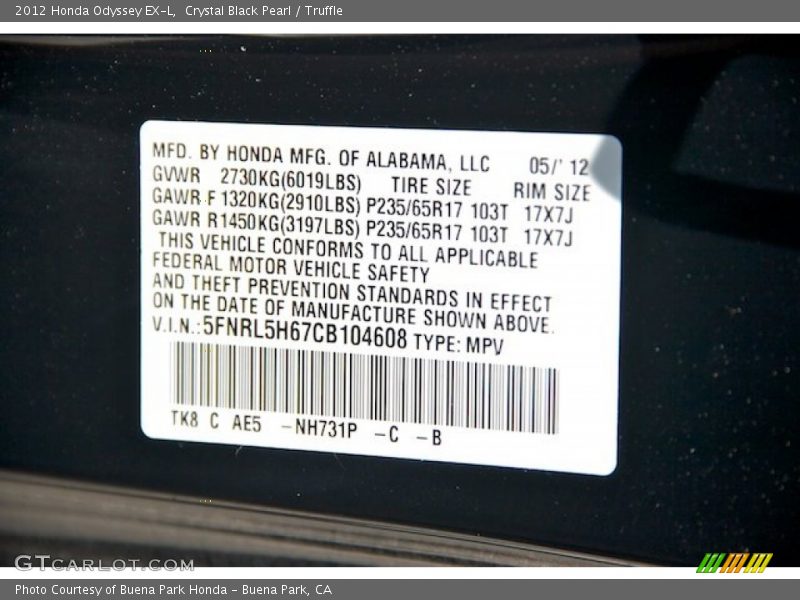 2012 Honda Odyssey EX-L, Crystal Black Pearl / Truffle
MFD. BY HONDA MFG. OF ALABAMA, LLC 05/' 12
GVWR 2730KG(6019LBS) TIRE SIZE RIM SIZE
GAWR F 1320KG(2910LBS) P235/65R17 103T 17X7J
GAWR R1450KG(3197LBS) P235/65R17 103T 17X7J
THIS VEHICLE CONFORMS TO ALL APPLICABLE
FEDERAL MOTOR VEHICLE SAFETY
AND THEFT PREVENTION STANDARDS IN EFFECT
ON THE DATE OF MANUFACTURE SHOWN ABOVE.
V.I.N.:5FNRL5H67CB104608 TYPE: MPV
TK8 C AE5 -NH731P -C -B
GTCARLOT.COM
Photo Courtesy of Buena Park Honda - Buena Park, CA